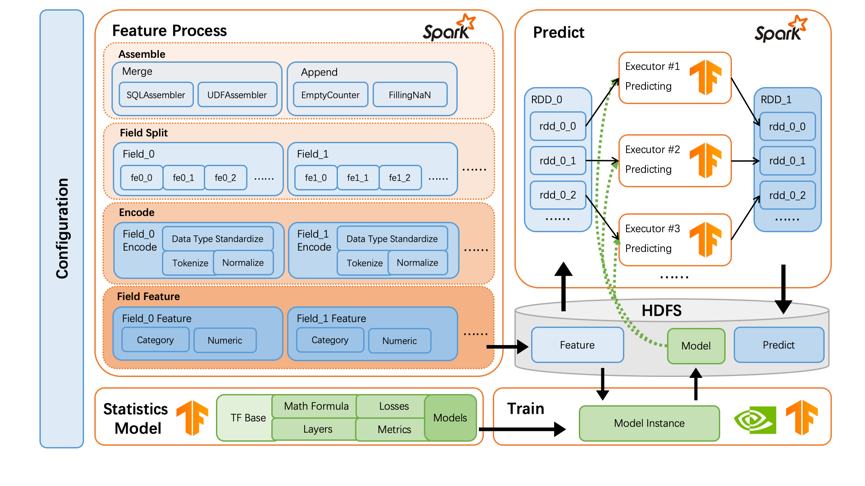 Configuration
Feature Process
Spark
Assemble
Merge
SQLAssembler
UDFAssembler
Append
EmptyCounter
FillingNaN
Field Split
Field_0
fe0_0
fe0_1
fe0_2
......
Field_1
fe1_0
fe1_1
fe1_2
......
......
Encode
Field_0
Encode
Data Type Standardize
Tokenize
Normalize
Field_1
Encode
Data Type Standardize
Tokenize
Normalize
......
Field Feature
Field_0 Feature
Category
Numeric
Field_1 Feature
Category
Numeric
......
Predict
Spark
RDD_0
rdd_0_0
rdd_0_1
rdd_0_2
......
Executor #1
Predicting
Executor #2
Predicting
Executor #3
Predicting
......
RDD_1
rdd_0_0
rdd_0_1
rdd_0_2
......
HDFS
Feature
Model
Predict
Statistics
Model
TF Base
Math Formula
Losses
Layers
Metrics
Models
Train
Model Instance